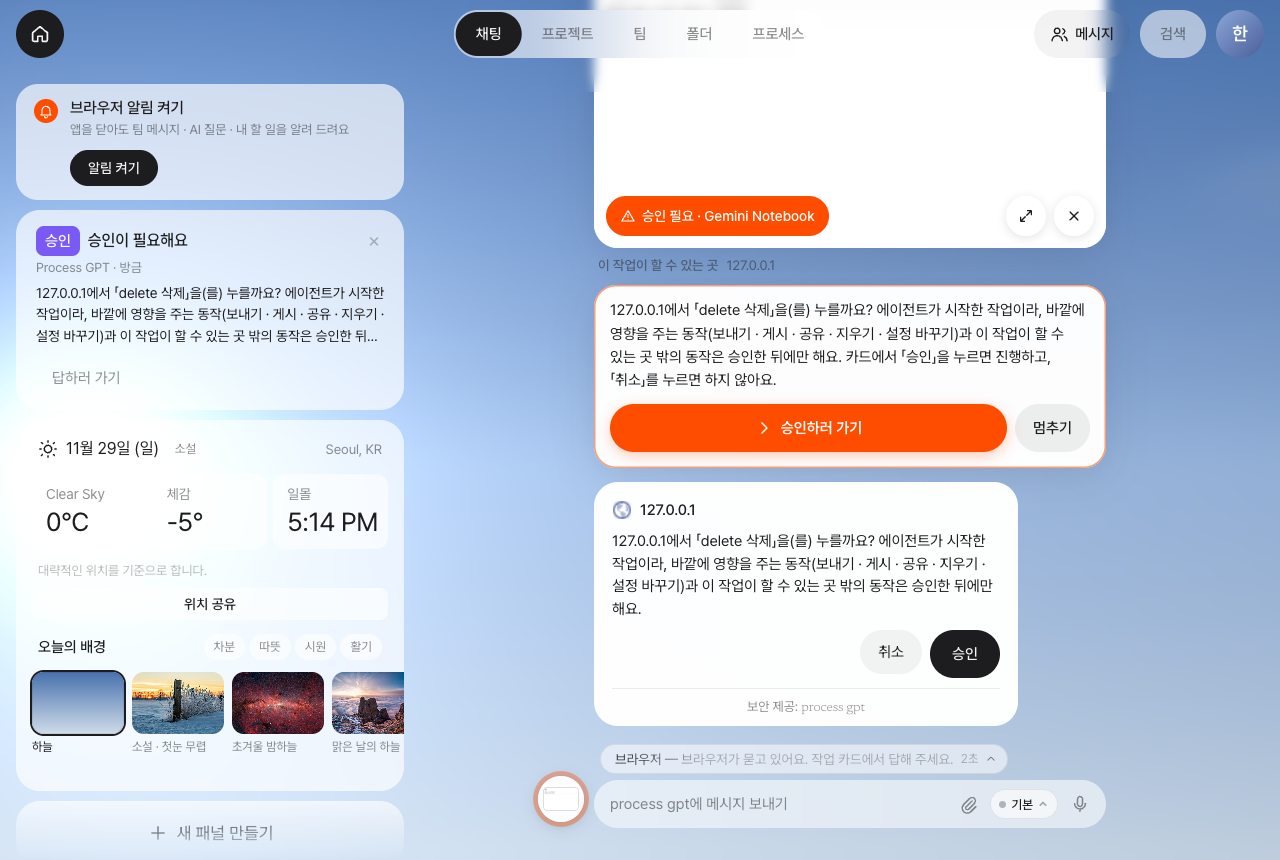 채팅
프로젝트
팀
폴더
프로세스
메시지
검색
한
브라우저 알림 켜기
앱을 닫아도 팀 메시지 · AI 질문 · 내 할 일을 알려 드려요
알림 켜기
승인 승인이 필요해요
Process GPT · 방금
127.0.0.1에서 「delete 삭제」을(를) 누를까요? 에이전트가 시작한
작업이라, 바깥에 영향을 주는 동작(보내기 · 게시 · 공유 · 지우기 ·
설정 바꾸기)과 이 작업이 할 수 있는 곳 밖의 동작은 승인한 뒤...
답하러 가기
11월 29일 (일) 소설 Seoul, KR
Clear Sky 체감 일몰
0°C -5° 5:14 PM
대략적인 위치를 기준으로 합니다.
위치 공유
오늘의 배경 차분 따뜻 시원 활기
하늘 소설 · 첫눈 무렵 초겨울 밤하늘 맑은 날의 하늘
새 패널 만들기
승인 필요 · Gemini Notebook
이 작업이 할 수 있는 곳 127.0.0.1
127.0.0.1에서 「delete 삭제」을(를) 누를까요? 에이전트가 시작한 작업이라, 바깥에
영향을 주는 동작(보내기 · 게시 · 공유 · 지우기 · 설정 바꾸기)과 이 작업이 할 수
있는 곳 밖의 동작은 승인한 뒤에만 해요. 카드에서 「승인」을 누르면 진행하고,
「취소」를 누르면 하지 않아요.
승인하러 가기
멈추기
127.0.0.1
127.0.0.1에서 「delete 삭제」을(를) 누를까요? 에이전트가 시작한
작업이라, 바깥에 영향을 주는 동작(보내기 · 게시 · 공유 · 지우기 ·
설정 바꾸기)과 이 작업이 할 수 있는 곳 밖의 동작은 승인한 뒤에만
해요.
취소
승인
보안 제공: process gpt
브라우저 — 브라우저가 묻고 있어요. 작업 카드에서 답해 주세요. 2초
process gpt에 메시지 보내기
기본